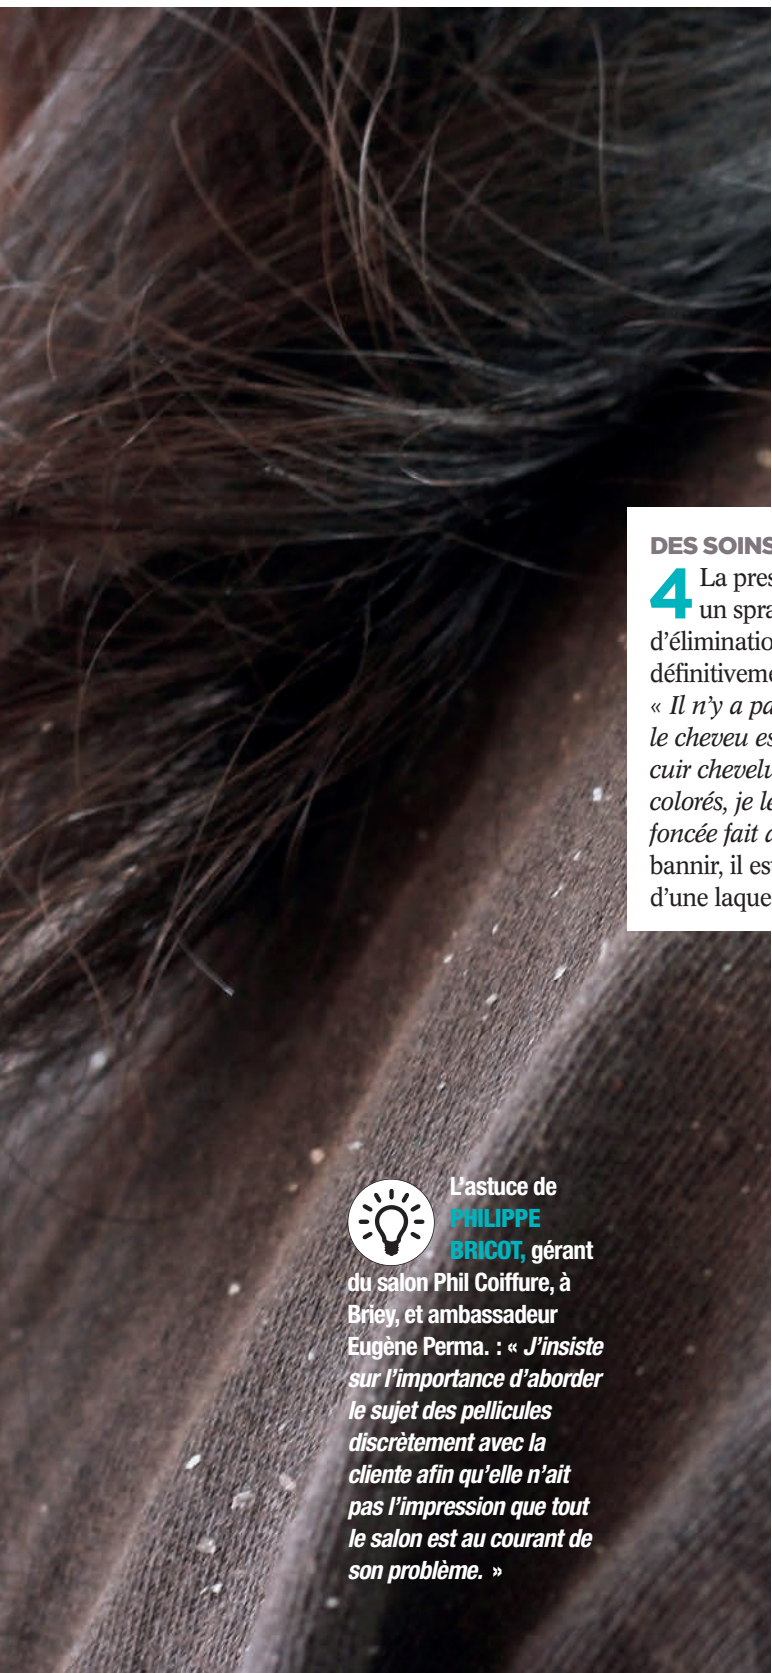 DES SOINS
4 La pres
un spra
d’éliminatio
définitiveme
« Il n’y a pa
le cheveu es
cuir chevelu
colorés, je le
foncée fait
bannir, il es
d’une laque
L’astuce de
PHILIPPE
BRICOT, gérant
du salon Phil Coiffure, à
Briey, et ambassadeur
Eugène Perma. : « J’insiste
sur l’importance d’aborder
le sujet des pellicules
discrètement avec la
cliente afin qu’elle n’ait
pas l’impression que tout
le salon est au courant de
son problème. »